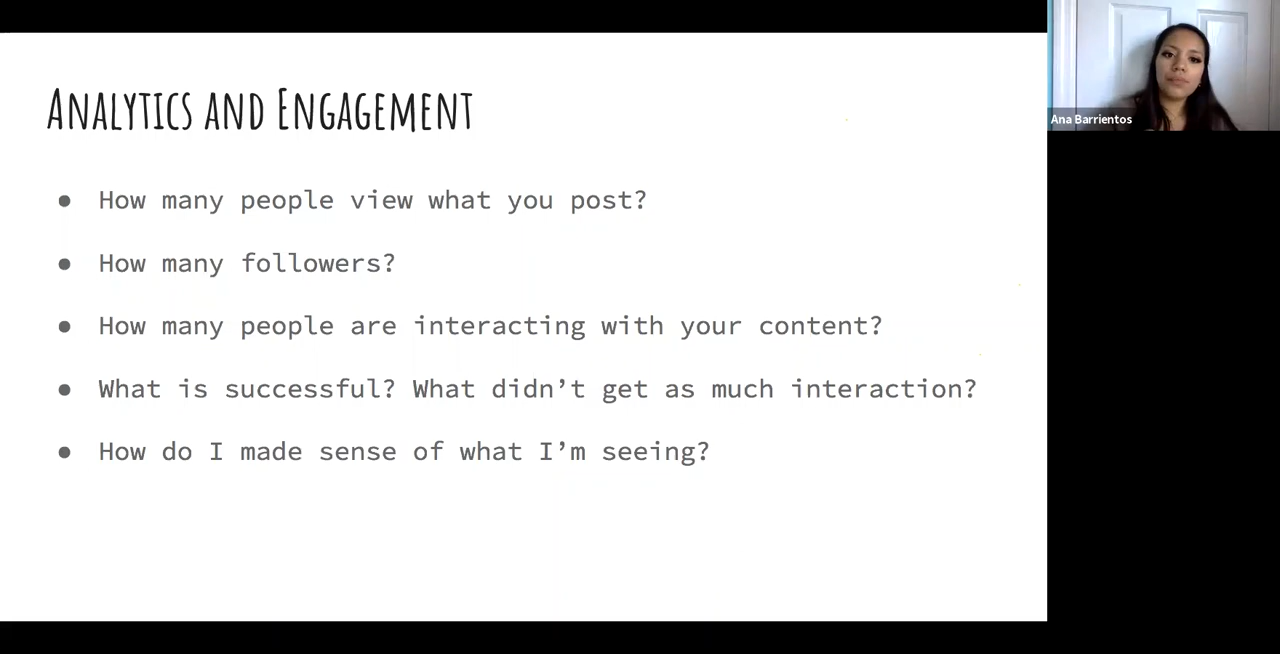 Analytics and Engagement
● How many people view what you post?
● How many followers?
● How many people are interacting with your content?
● What is successful? What didn’t get as much interaction?
● How do I made sense of what I’m seeing?
Ana Barrientos